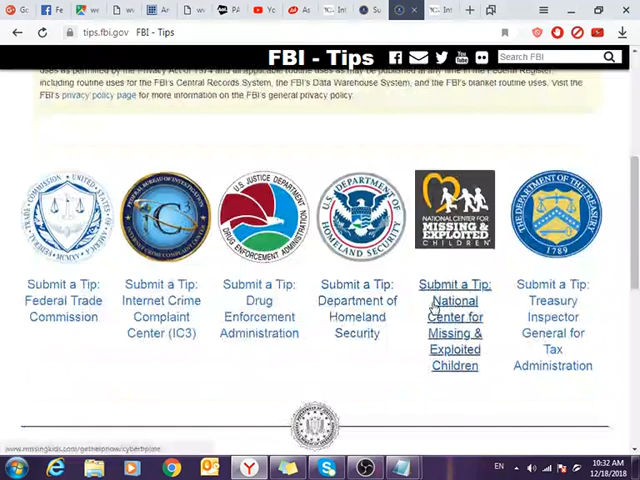 tips.fbi.gov FBI - Tips
FBI - Tips
Search FBI
uses as permitted by the Privacy Act of 1974 and all applicable routine uses as may be published at any time in the Federal Register,
including routine uses for the FBI's Central Records System, the FBI's Data Warehouse System, and the FBI's blanket routine uses. Visit the
FBI's privacy policy page for more information on the FBI's general privacy policy.
U.S. JUSTICE DEPARTMENT
DRUG ENFORCEMENT ADMINISTRATION
U.S. DEPARTMENT OF
HOMELAND SECURITY
NATIONAL CENTER FOR
MISSING &
EXPLOITED
CHILDREN
THE DEPARTMENT OF THE TREASURY
1789
Submit a Tip:
Federal Trade
Commission
Submit a Tip:
Internet Crime
Complaint
Center (IC3)
Submit a Tip:
Drug
Enforcement
Administration
Submit a Tip:
Department of
Homeland
Security
Submit a Tip:
National
Center for
Missing &
Exploited
Children
Submit a Tip:
Treasury
Inspector
General for
Tax
Administration
www.missingkids.com/gethelpnow/cybertipline
EN
10:32 AM
12/18/2018